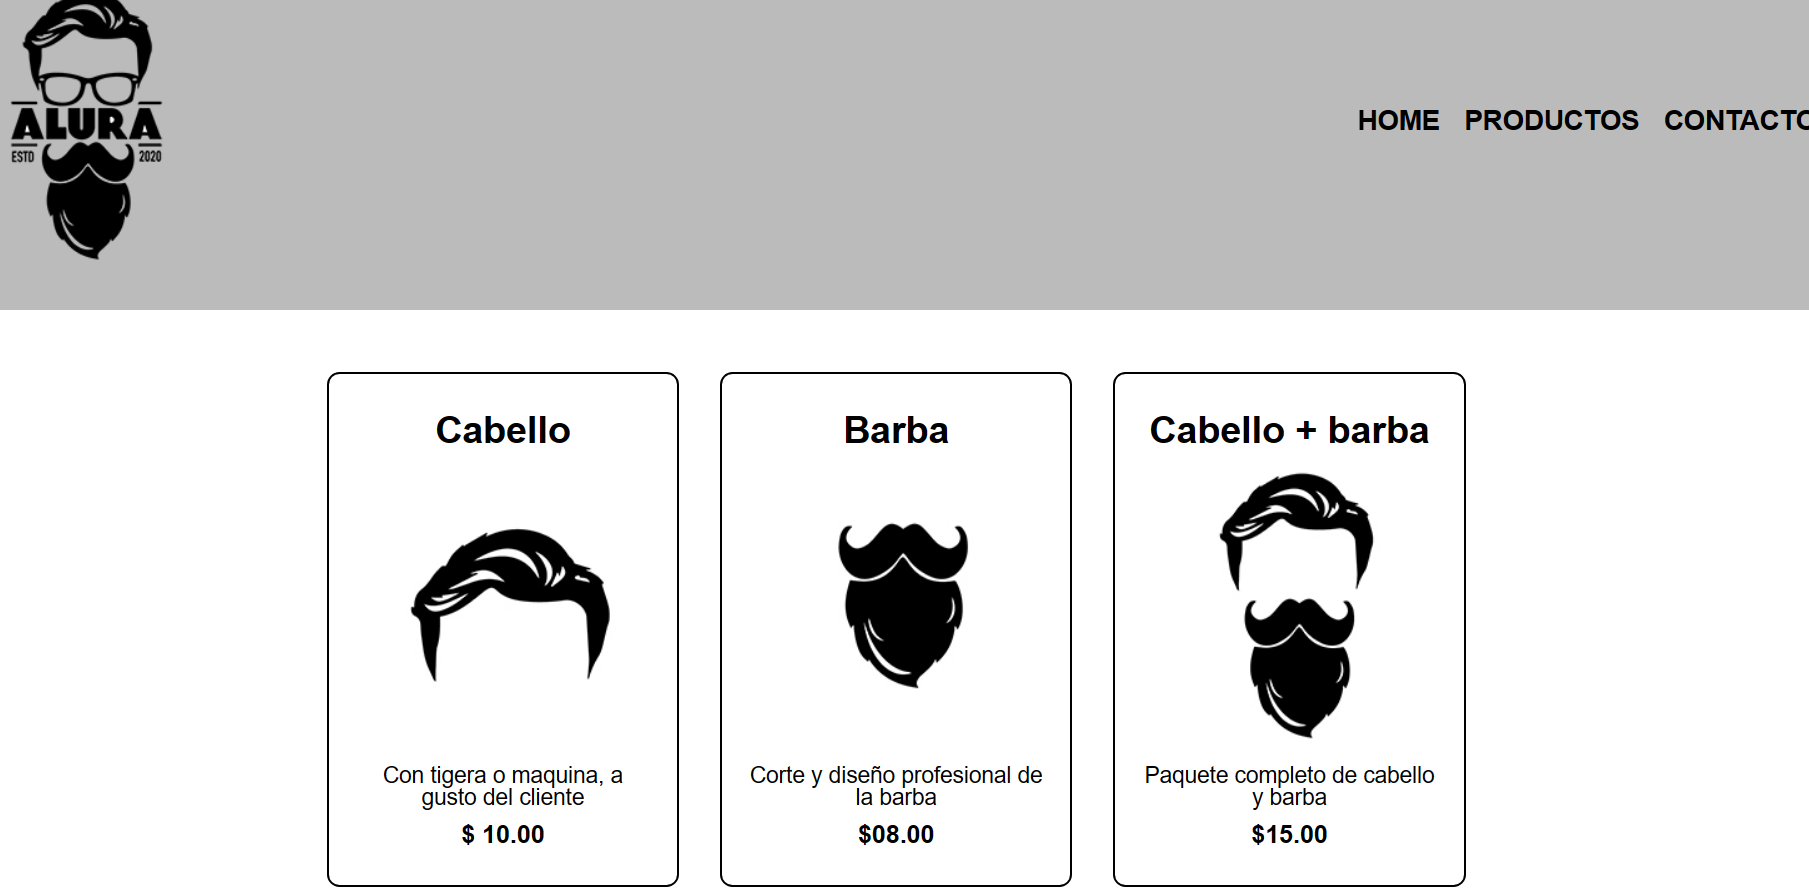 ALURA
ESTD 2020
HOME PRODUCTOS CONTACTO
Cabello
Con tigera o maquina, a
gusto del cliente
$ 10.00
Barba
Corte y diseño profesional de
la barba
$08.00
Cabello + barba
Paquete completo de cabello
y barba
$15.00